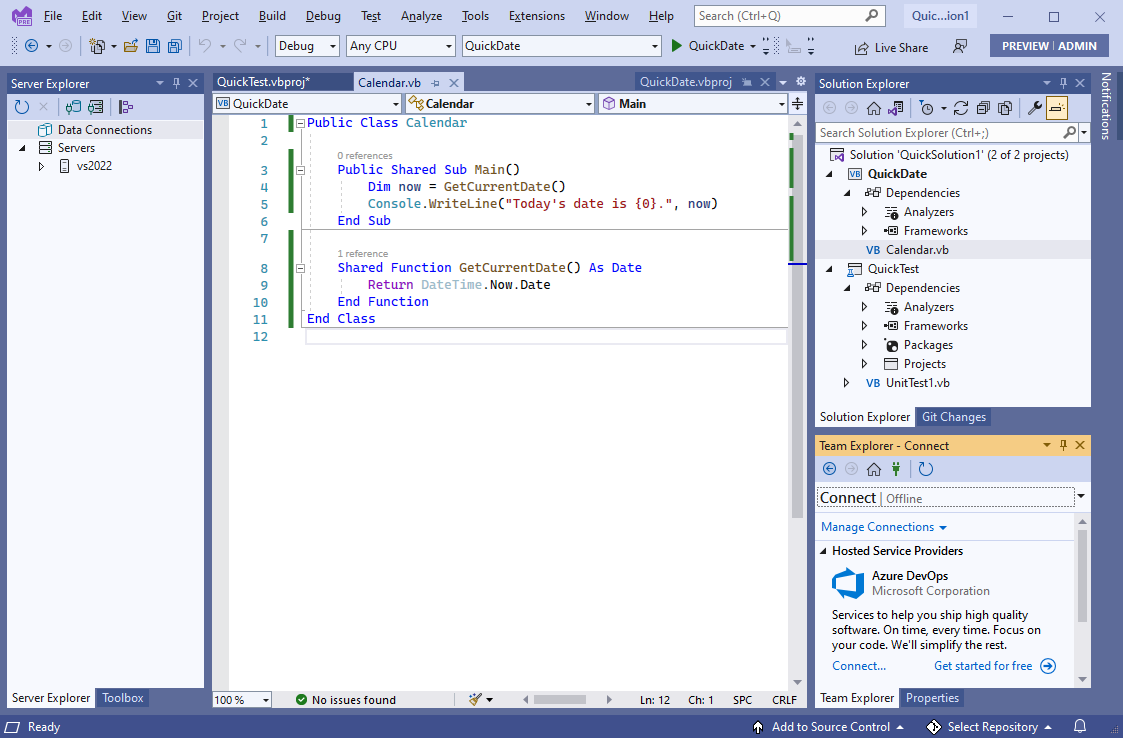 File Edit View Git Project Build Debug Test Analyze Tools Extensions Window Help Search (Ctrl+Q) Quic...ion1
Debug Any CPU QuickDate QuickDate Live Share PREVIEW ADMIN
Server Explorer
Data Connections
Servers
vs2022
Server Explorer Toolbox
QuickTest.vbproj* Calendar.vb QuickDate.vbproj
VB QuickDate Calendar Main
1 Public Class Calendar
2
0 references
3 Public Shared Sub Main()
4 Dim now = GetCurrentDate()
5 Console.WriteLine("Today's date is {0}.", now)
6 End Sub
7
1 reference
8 Shared Function GetCurrentDate() As Date
9 Return DateTime.Now.Date
10 End Function
11 End Class
12
100 % No issues found Ln: 12 Ch: 1 SPC CRLF
Solution Explorer
Search Solution Explorer (Ctrl+;)
Solution 'QuickSolution1' (2 of 2 projects)
VB QuickDate
Dependencies
Analyzers
Frameworks
VB Calendar.vb
QuickTest
Dependencies
Analyzers
Frameworks
Packages
Projects
VB UnitTest1.vb
Solution Explorer Git Changes
Team Explorer - Connect
Connect | Offline
Manage Connections
Hosted Service Providers
Azure DevOps
Microsoft Corporation
Services to help you ship high quality
software. On time, every time. Focus on
your code. We'll simplify the rest.
Connect... Get started for free
Team Explorer Properties
Notifications
Ready Add to Source Control Select Repository